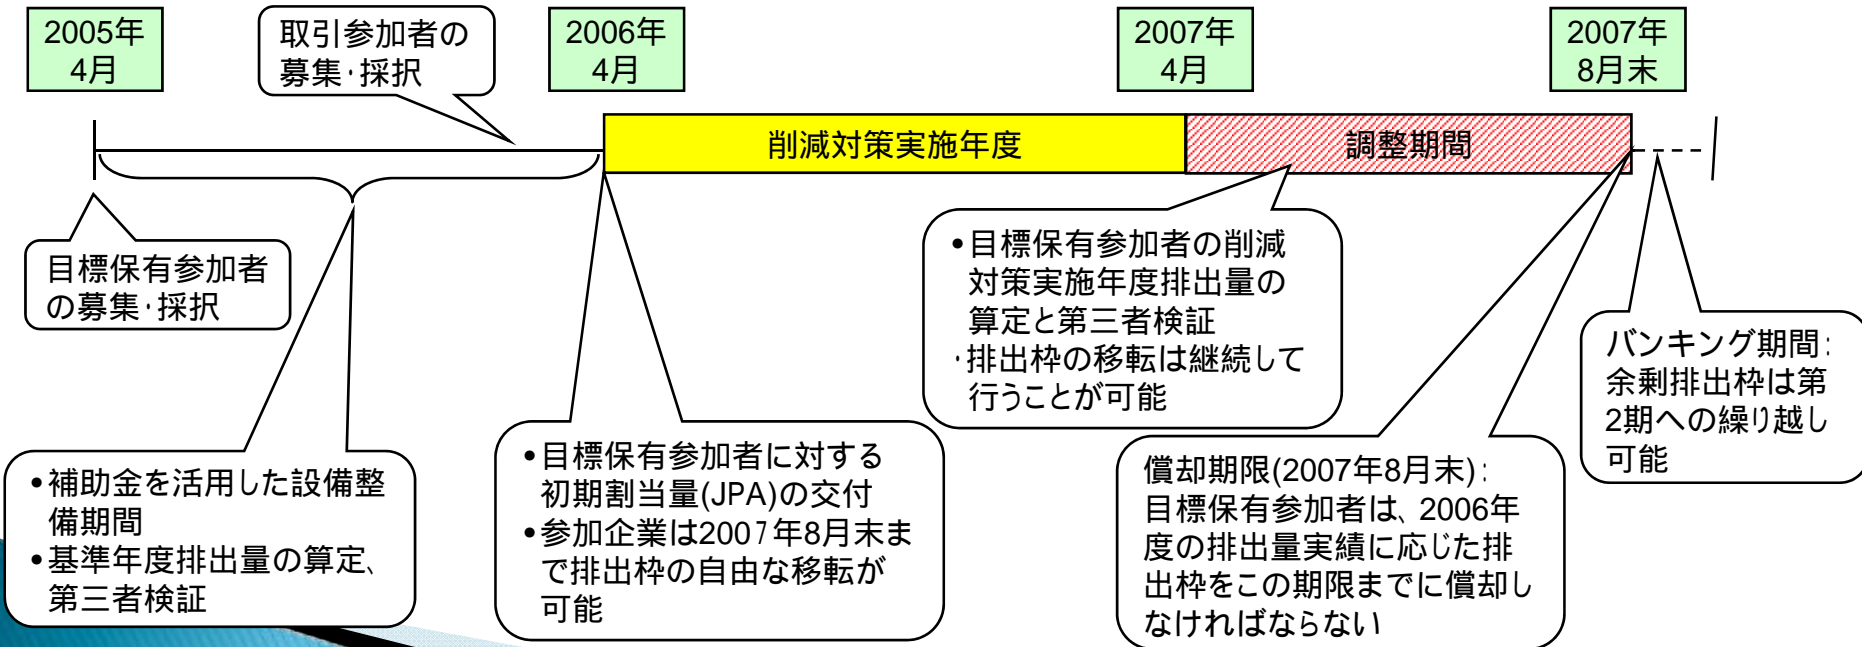 2005年
4月
取引参加者の
募集・採択
2006年
4月
2007年
4月
2007年
8月末
削減対策実施年度
調整期間
目標保有参加者
の募集・採択
•目標保有参加者の削減
対策実施年度排出量の
算定と第三者検証
・排出枠の移転は継続して
行うことが可能
バンキング期間：
余剰排出枠は第
2期への繰り越し
可能
•補助金を活用した設備整
備期間
•基準年度排出量の算定、
第三者検証
•目標保有参加者に対する
初期割当量(JPA)の交付
•参加企業は2007年8月末ま
で排出枠の自由な移転が
可能
償却期限(2007年8月末)：
目標保有参加者は、2006年
度の排出量実績に応じた排
出枠をこの期限までに償却し
なければならない